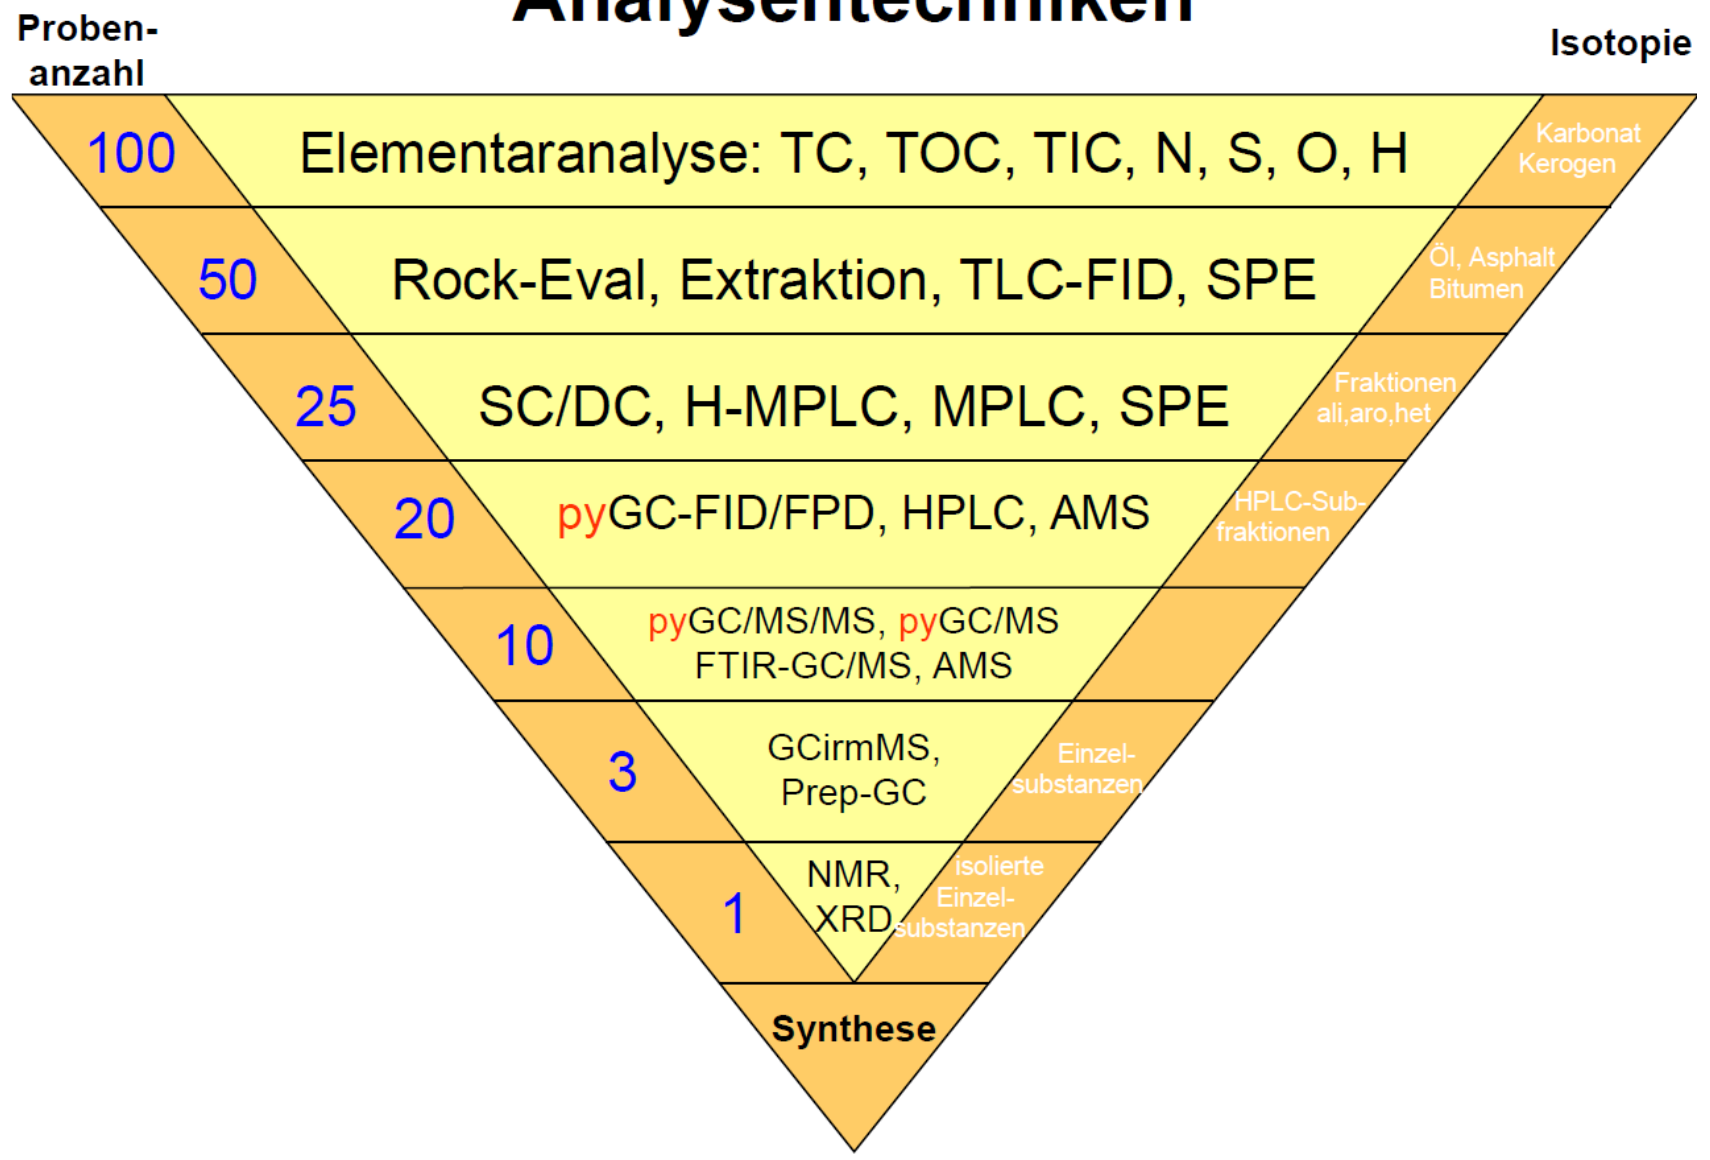 Analysentechniken
Proben-
anzahl
Isotopie
100
Elementaranalyse: TC, TOC, TIC, N, S, O, H
Karbonat
Kerogen
50
Rock-Eval, Extraktion, TLC-FID, SPE
Öl, Asphalt
Bitumen
25
SC/DC, H-MPLC, MPLC, SPE
Fraktionen
ali,aro,het
20
pyGC-FID/FPD, HPLC, AMS
HPLC-Sub-
fraktionen
10
pyGC/MS/MS, pyGC/MS
FTIR-GC/MS, AMS
3
GCirmMS,
Prep-GC
Einzel-
substanzen
1
NMR,
XRD
isolierte
Einzel-
substanzen
Synthese